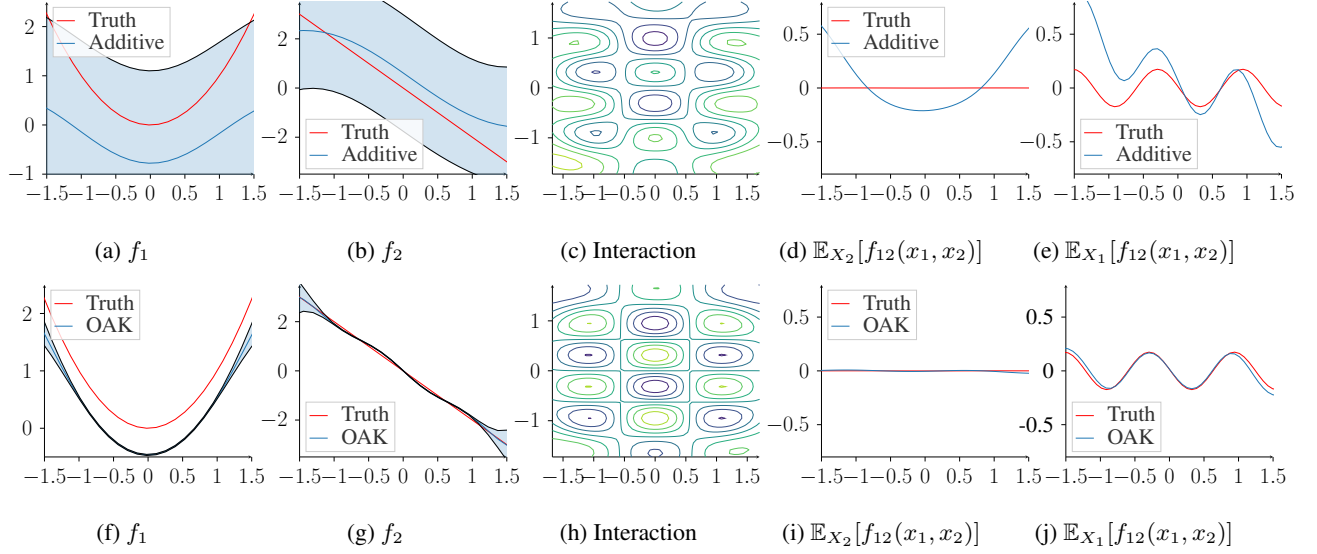 2
1
0
−1
Truth
Additive
−1.5 −1 −0.5 0 0.5 1 1.5
(a) f₁
2
0
−2
Truth
Additive
−1.5 −1 −0.5 0 0.5 1 1.5
(b) f₂
1
0
−1
−1.5 −1 −0.5 0 0.5 1 1.5
(c) Interaction
0.5
0
−0.5
Truth
Additive
−1.5 −1 −0.5 0 0.5 1 1.5
(d) 𝔼_{X₂}[f₁₂(x₁, x₂)]
0.5
0
−0.5
Truth
Additive
−1.5 −1 −0.5 0 0.5 1 1.5
(e) 𝔼_{X₁}[f₁₂(x₁, x₂)]
2
1
0
Truth
OAK
−1.5 −1 −0.5 0 0.5 1 1.5
(f) f₁
2
0
−2
Truth
OAK
−1.5 −1 −0.5 0 0.5 1 1.5
(g) f₂
1
0
−1
−1.5 −1 −0.5 0 0.5 1 1.5
(h) Interaction
0.5
0
−0.5
Truth
OAK
−1.5 −1 −0.5 0 0.5 1 1.5
(i) 𝔼_{X₂}[f₁₂(x₁, x₂)]
0.5
0
-0.5
Truth
OAK
−1.5 −1 −0.5 0 0.5 1 1.5
(j) 𝔼_{X₁}[f₁₂(x₁, x₂)]